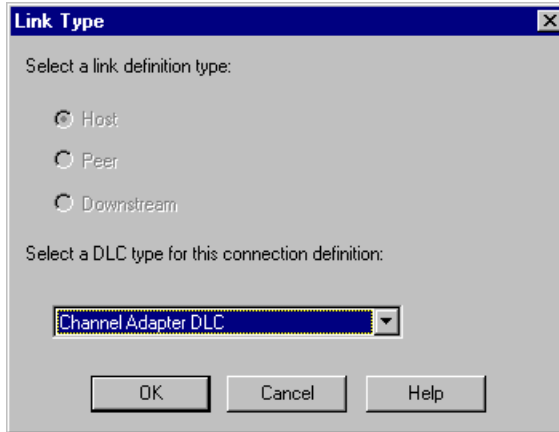 Link Type
Select a link definition type:
Host
Peer
Downstream
Select a DLC type for this connection definition:
Channel Adapter DLC
OK Cancel Help